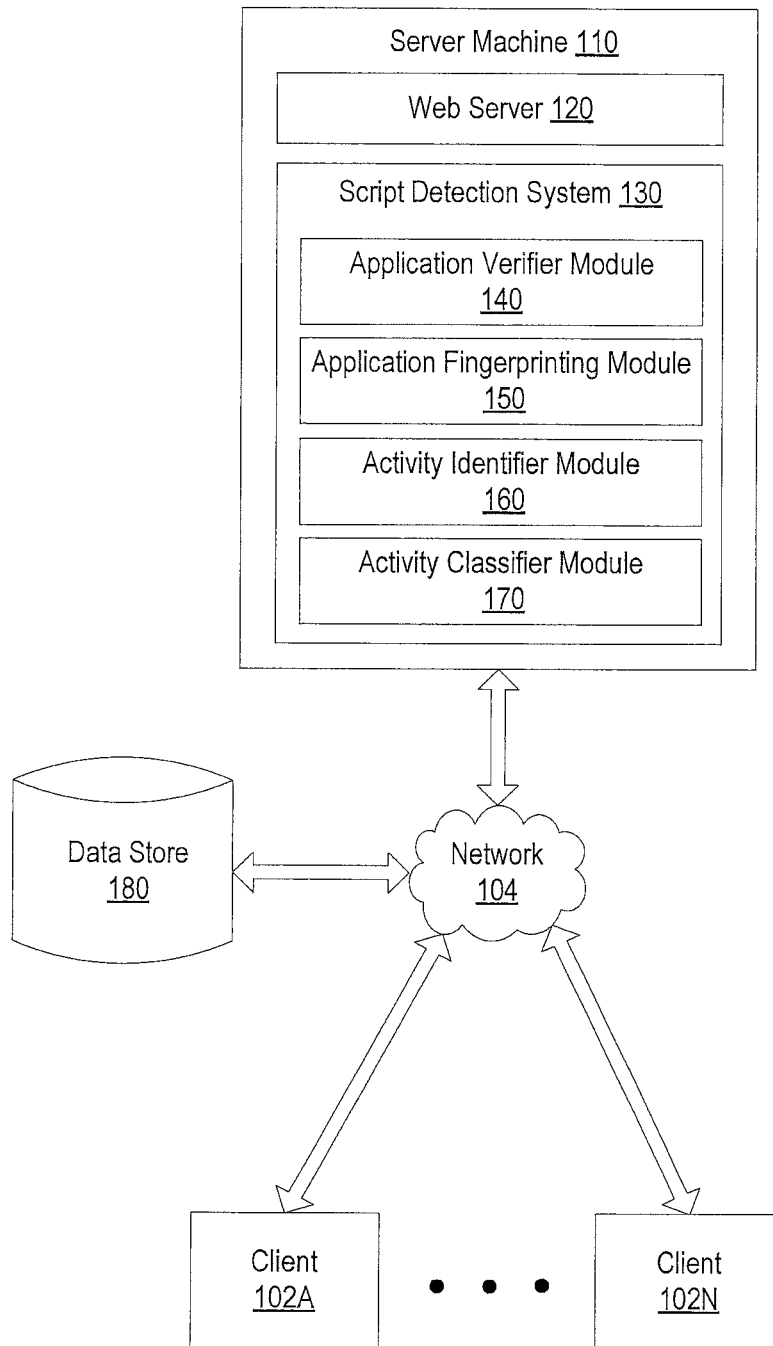 Server Machine 110
Web Server 120
Script Detection System 130
Application Verifier Module
140
Application Fingerprinting Module
150
Activity Identifier Module
160
Activity Classifier Module
170
Data Store
180
Network
104
Client
102A
Client
102N